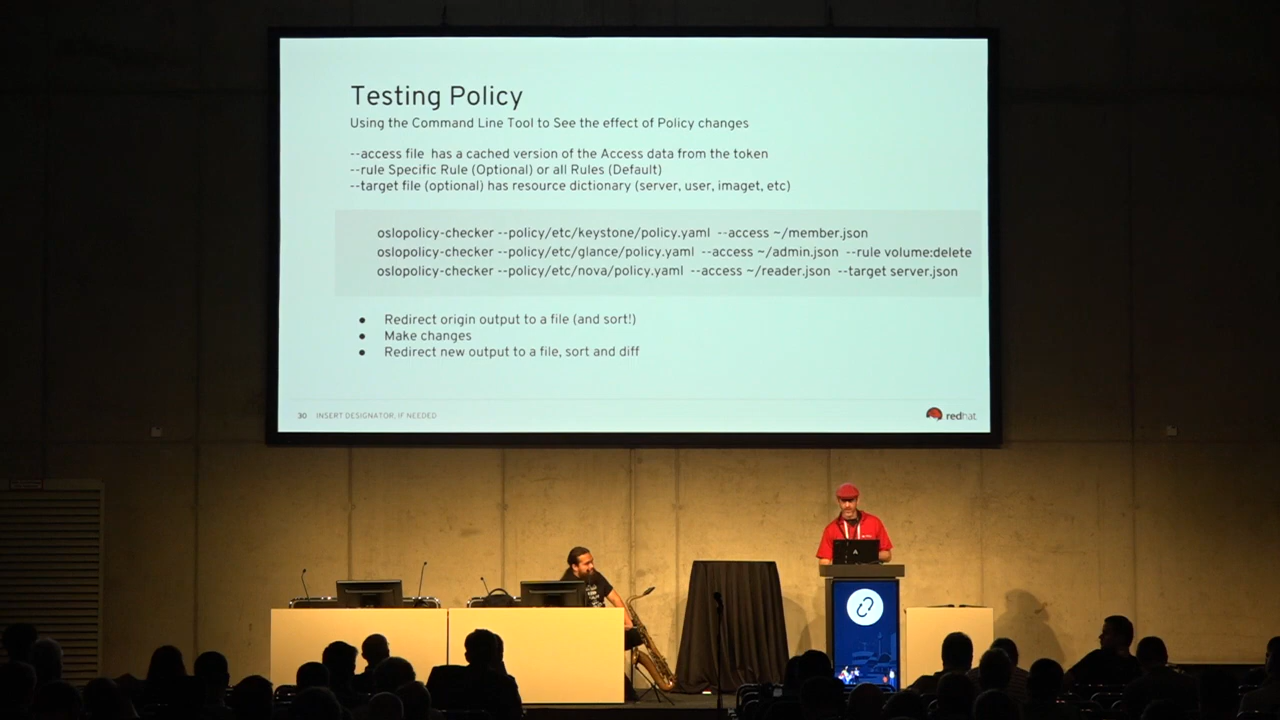 Testing Policy
Using the Command Line Tool to See the effect of Policy changes
--access file has a cached version of the Access data from the token
--rule Specific Rule (Optional) or all Rules (Default)
--target file (optional) has resource dictionary (server, user, imaget, etc)
oslopolicy-checker --policy/etc/keystone/policy.yaml --access ~/member.json
oslopolicy-checker --policy/etc/glance/policy.yaml --access ~/admin.json --rule volume:delete
oslopolicy-checker --policy/etc/nova/policy.yaml --access ~/reader.json --target server.json
● Redirect origin output to a file (and sort!)
● Make changes
● Redirect new output to a file, sort and diff
30 INSERT DESIGNATOR, IF NEEDED
redhat